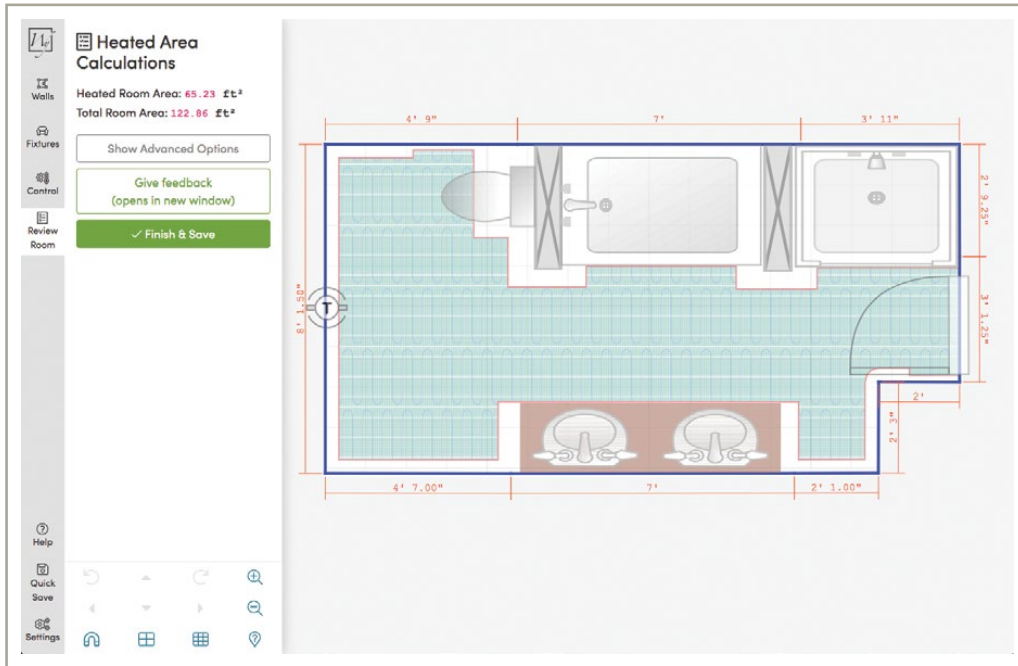 Heated Area
Calculations
Heated Room Area: 65.23 ft²
Total Room Area: 122.86 ft²
Show Advanced Options
Give feedback
(opens in new window)
✓ Finish & Save
Walls
Fixtures
Control
Review
Room
Help
Quick
Save
Settings
4' 9"
7'
3' 11"
2' 9.25"
3' 1.25"
8' 1.50"
T
2'
2' 3"
4' 7.00"
7'
2' 1.00"